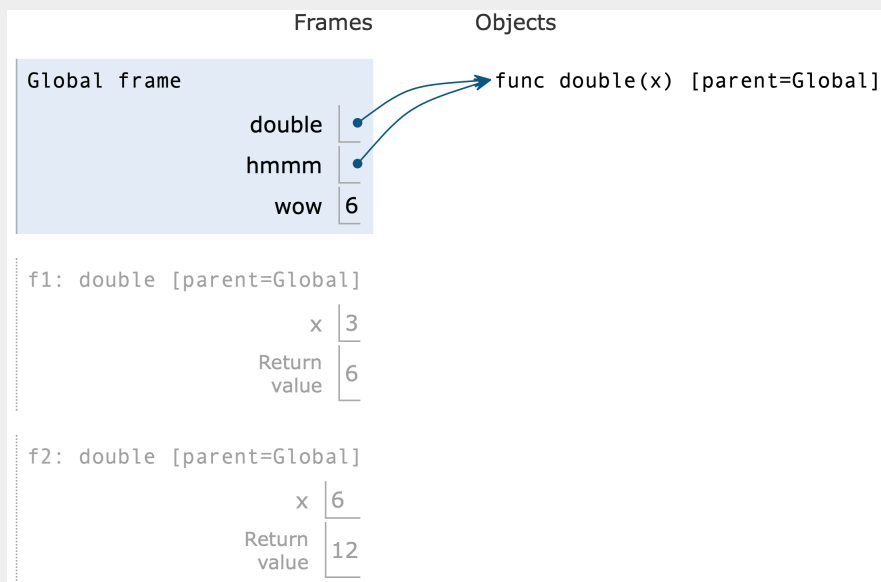 Frames Objects
Global frame
func double(x) [parent=Global]
double
hmmm
wow 6
f1: double [parent=Global]
x 3
Return
value 6
f2: double [parent=Global]
x 6
Return
value 12